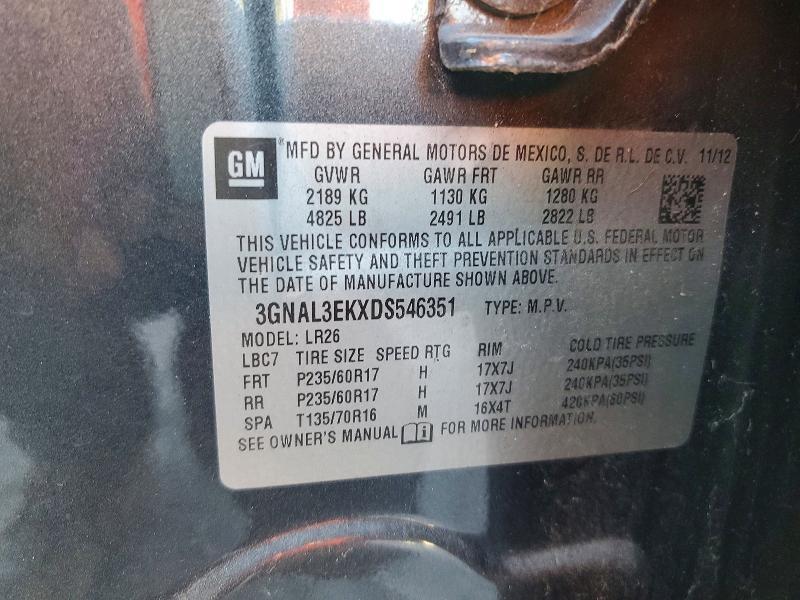 GM ® MFD BY GENERAL MOTORS DE MEXICO, S. DE R.L. DE C.V. 11/12
GVWR GAWR FRT GAWR RR
2189 KG 1130 KG 1280 KG
4825 LB 2491 LB 2822 LB
THIS VEHICLE CONFORMS TO ALL APPLICABLE U.S. FEDERAL MOTOR
VEHICLE SAFETY AND THEFT PREVENTION STANDARDS IN EFFECT ON
THE DATE OF MANUFACTURE SHOWN ABOVE.
3GNAL3EKXDS546351 TYPE: M.P.V.
MODEL: LR26
LBC7 TIRE SIZE SPEED RTG RIM COLD TIRE PRESSURE
FRT P235/60R17 H 17X7J 240KPA(35PSI)
RR P235/60R17 H 17X7J 240KPA(35PSI)
SPA T135/70R16 M 16X4T 420KPA(60PSI)
SEE OWNER'S MANUAL FOR MORE INFORMATION.